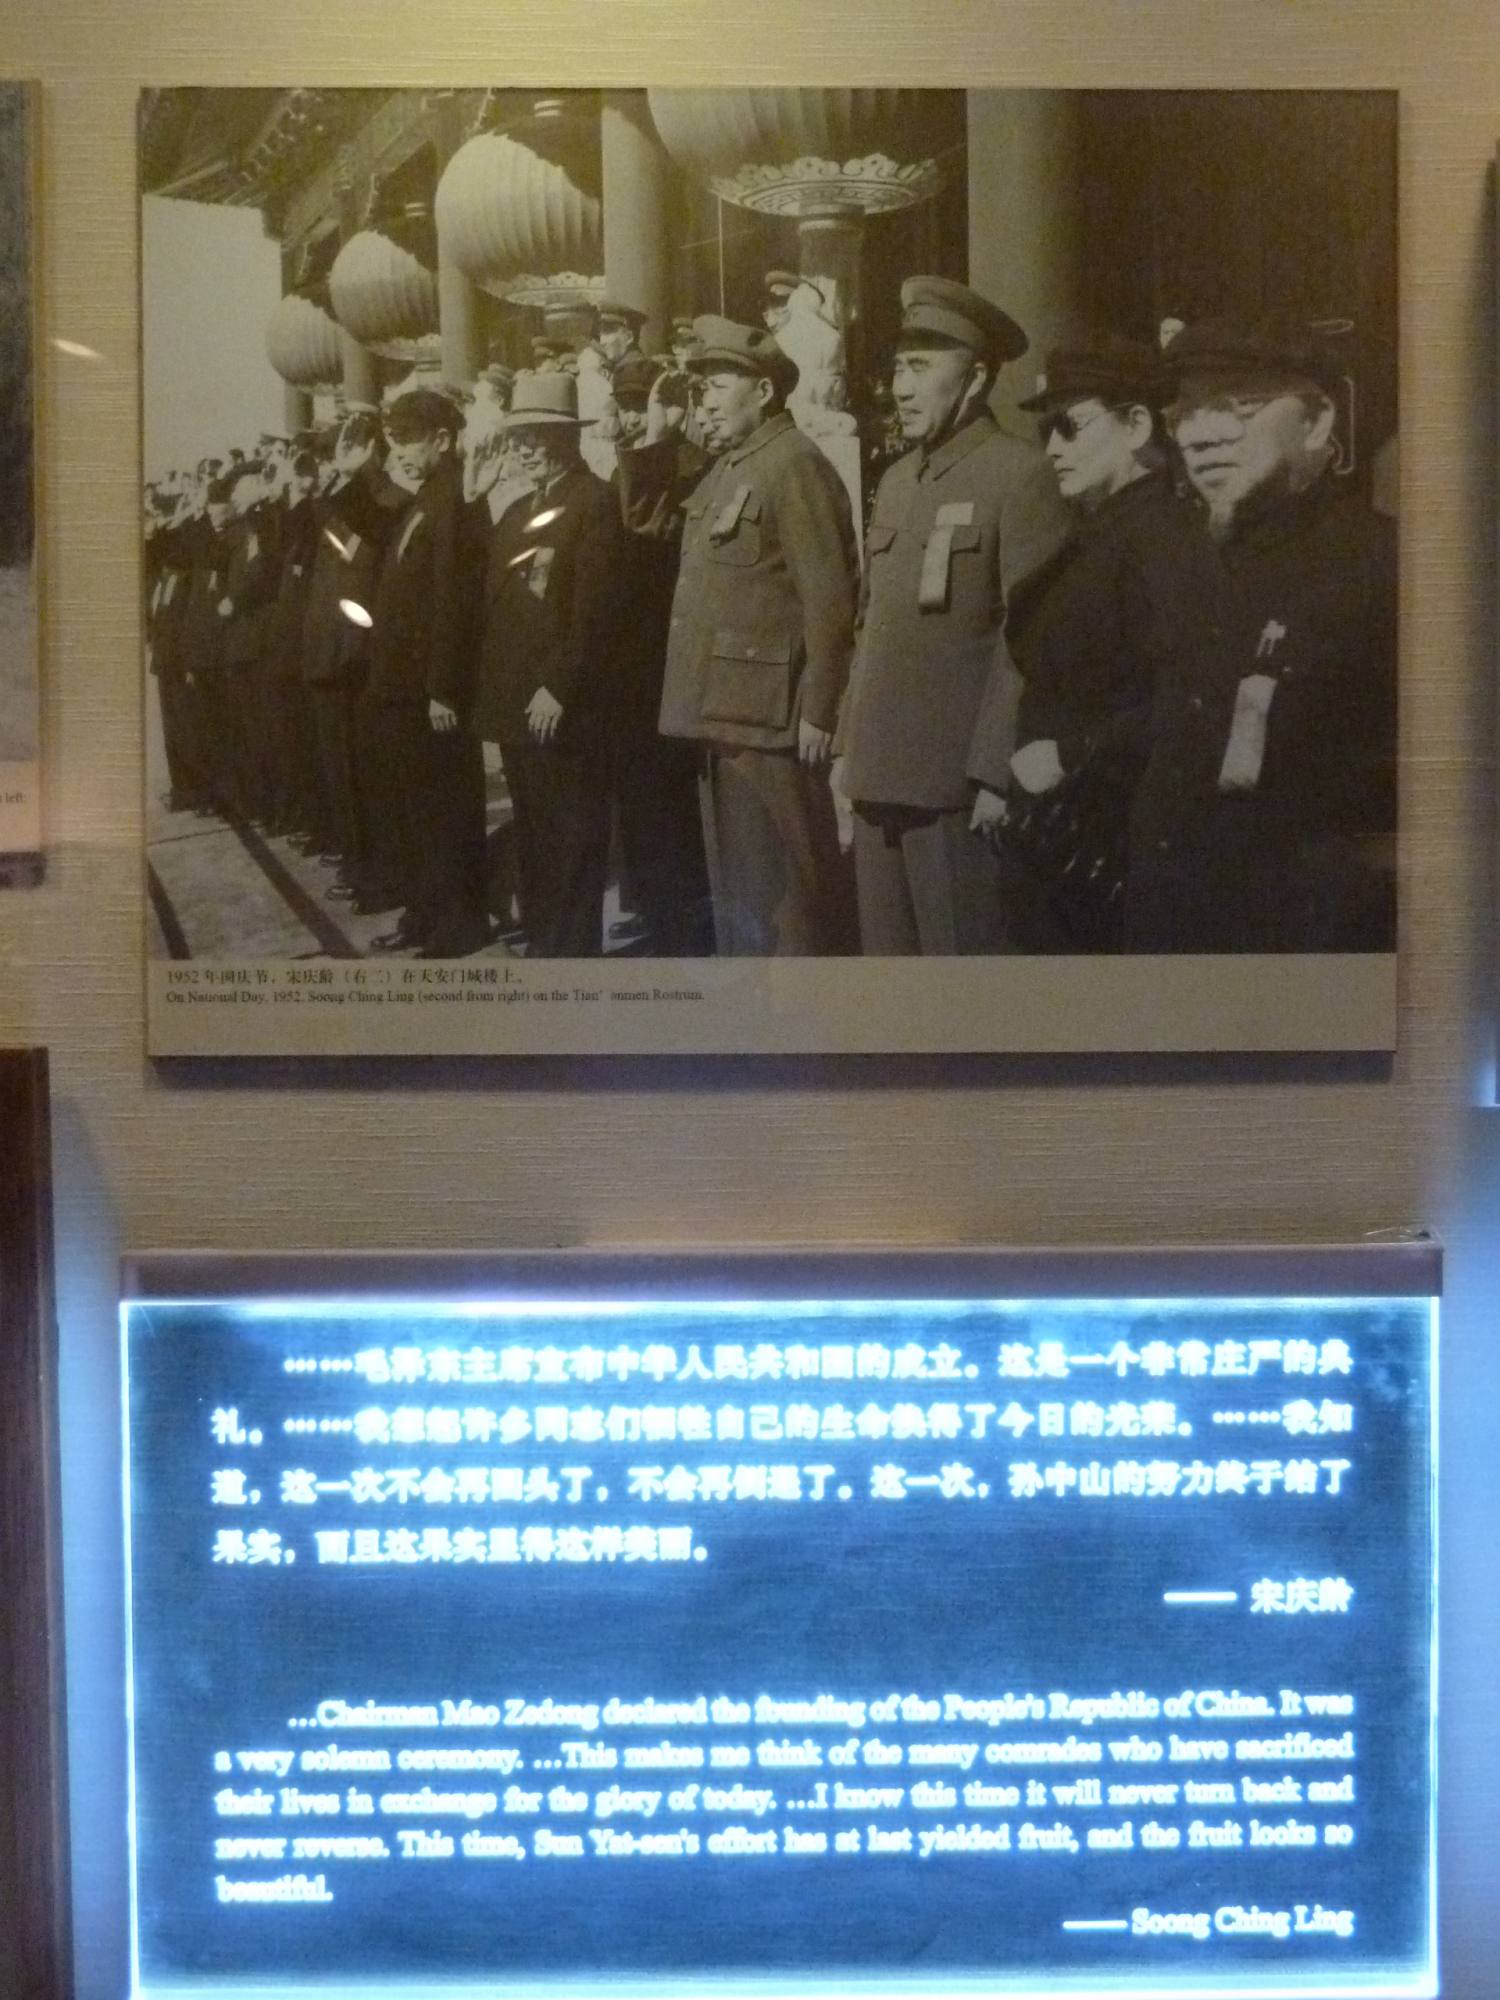 left
1952年国庆节，宋庆龄（右二）在天安门城楼上。
On National Day, 1952, Soong Ching Ling (second from right) on the Tian' anmen Rostrum.
……毛泽东主席宣布中华人民共和国的成立。这是一个非常庄严的典
礼。……我想起许多同志们牺牲自己的生命换得了今日的光荣。……我知
道，这一次不会再回头了，不会再倒退了。这一次，孙中山的努力终于结了
果实，而且这果实显得这样美丽。
—— 宋庆龄
…Chairman Mao Zedong declared the founding of the People's Republic of China. It was
a very solemn ceremony. …This makes me think of the many comrades who have sacrificed
their lives in exchange for the glory of today. …I know this time it will never turn back and
never reverse. This time, Sun Yat-sen's effort has at last yielded fruit, and the fruit looks so
beautiful.
—— Soong Ching Ling